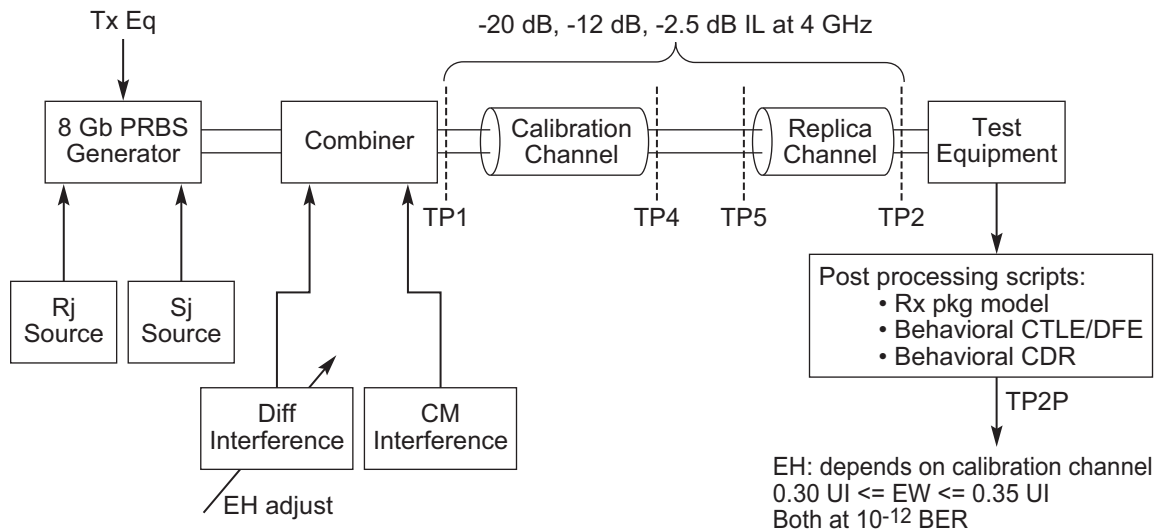 Tx Eq
-20 dB, -12 dB, -2.5 dB IL at 4 GHz
8 Gb PRBS
Generator
Combiner
Calibration
Channel
Replica
Channel
Test
Equipment
TP1
TP4
TP5
TP2
Rj
Source
Sj
Source
Post processing scripts:
• Rx pkg model
• Behavioral CTLE/DFE
• Behavioral CDR
Diff
Interference
CM
Interference
TP2P
EH adjust
EH: depends on calibration channel
0.30 UI <= EW <= 0.35 UI
Both at 10-12 BER